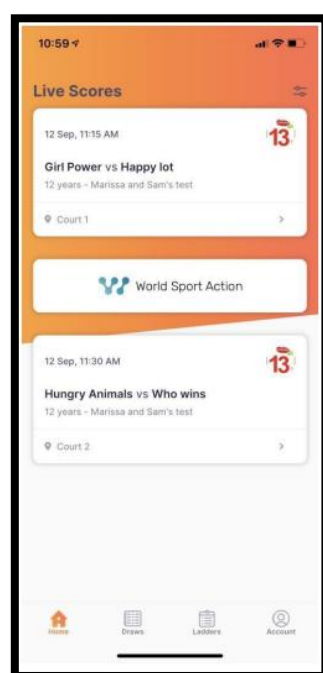 10:59
Live Scores
12 Sep, 11:15 AM
13
Girl Power vs Happy lot
12 years - Marissa and Sam's test
Court 1
World Sport Action
12 Sep, 11:30 AM
13
Hungry Animals vs Who wins
12 years - Marissa and Sam's test
Court 2
Home
Draws
Ladders
Account